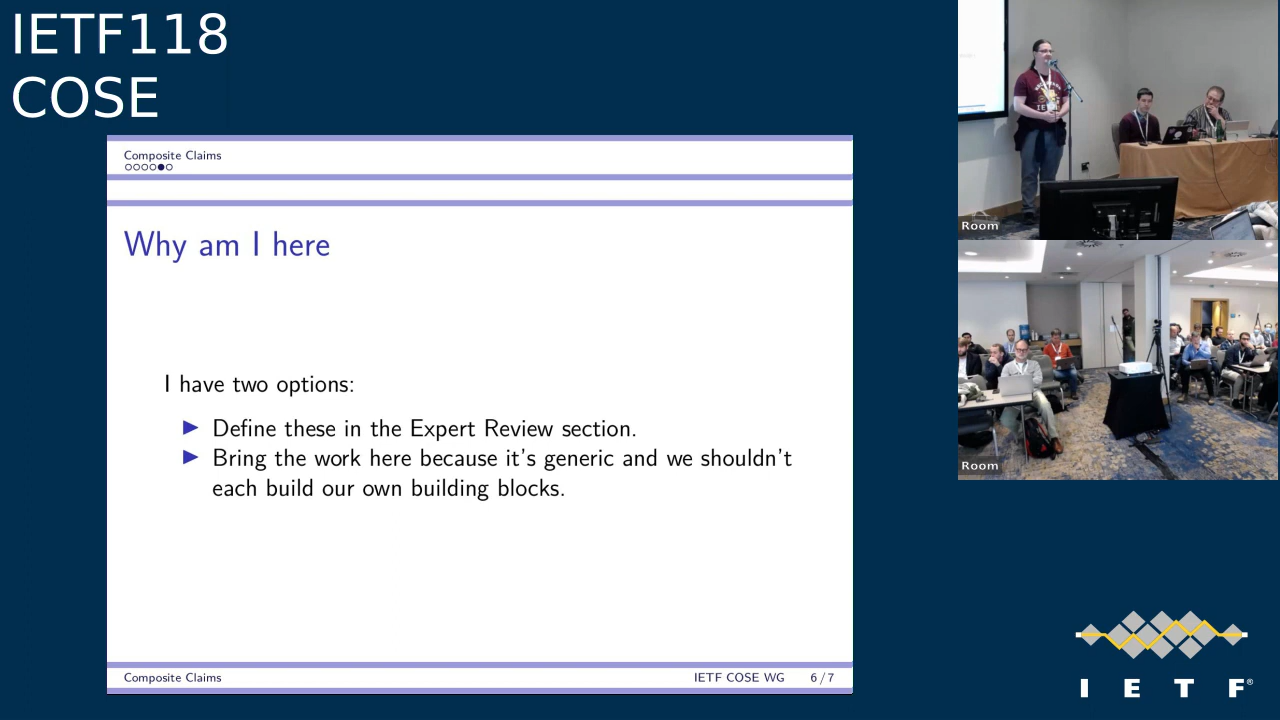 IETF118
COSE
Composite Claims
Why am I here
I have two options:
Define these in the Expert Review section.
Bring the work here because it's generic and we shouldn't
each build our own building blocks.
Composite Claims
IETF COSE WG 6 / 7
Room
Room
I E T F®